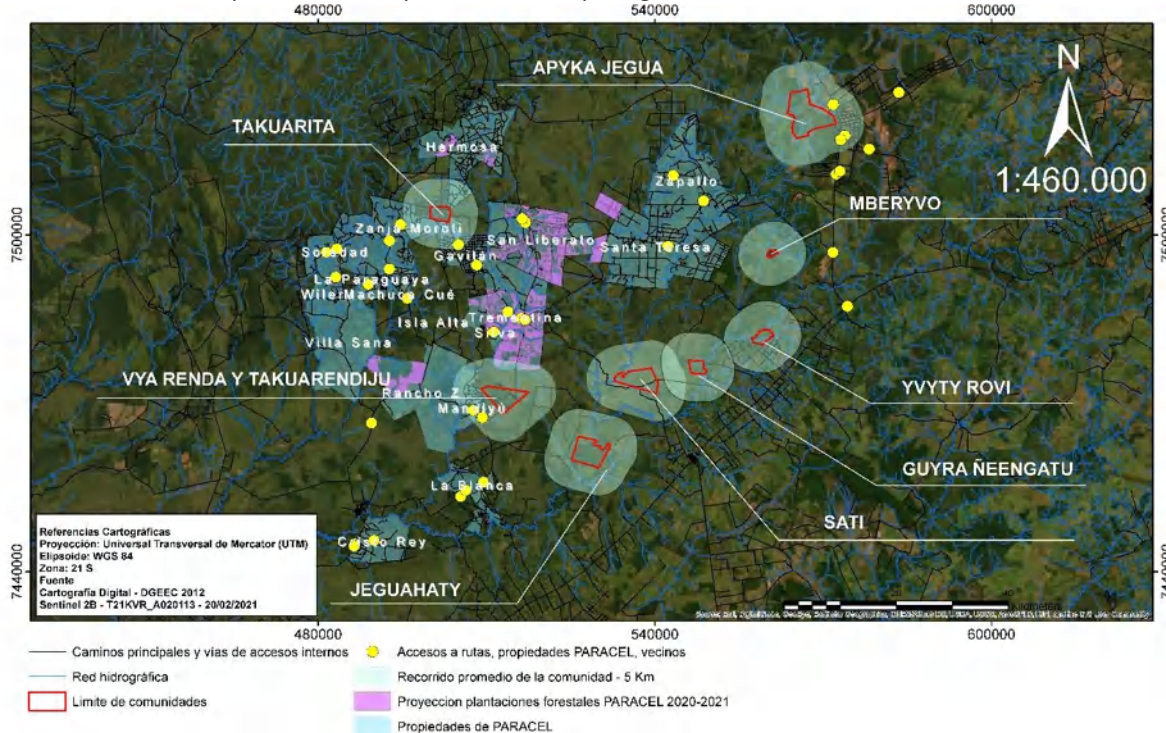 480000
540000
600000
APYKA JEGUA
N
TAKUARITA
Hermosa
1:460.000
Zapallo
MBERYVO
7500000
7500000
Zanja Moroti
San Liberato
Santa Teresa
Soledad
Gavilán
La Paraguaya
Wiler
Machuca Cué
Isla Alta
Trementina
Silva
Villa Sana
VYA RENDA Y TAKUARENDIJU
Rancho Z
YVYTY ROVI
Mandiyú
GUYRA ÑEENGATU
La Blanca
SATI
Referencias Cartográficas
Proyección: Universal Transversal de Mercator (UTM)
Elipsoide: WGS 84
Zona: 21 S
Fuente
Cartografía Digital - DGEEC 2012
Sentinel 2B - T21KVR_A020113 - 20/02/2021
Cristo Rey
JEGUAHATY
7440000
7440000
480000
540000
600000
Caminos principales y vías de accesos internos
Accesos a rutas, propiedades PARACEL, vecinos
Red hidrográfica
Recorrido promedio de la comunidad - 5 Km
Limite de comunidades
Proyeccion plantaciones forestales PARACEL 2020-2021
Propiedades de PARACEL